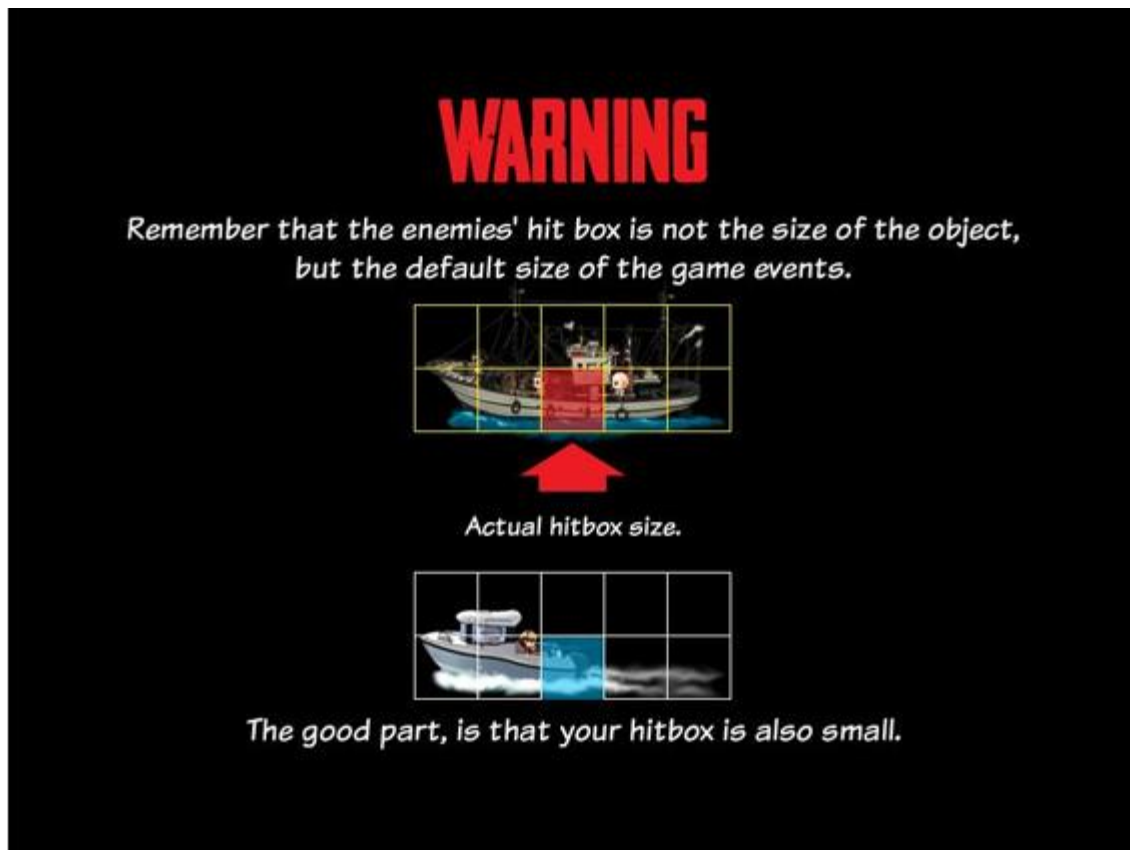 WARNING
Remember that the enemies' hit box is not the size of the object,
but the default size of the game events.
Actual hitbox size.
The good part, is that your hitbox is also small.